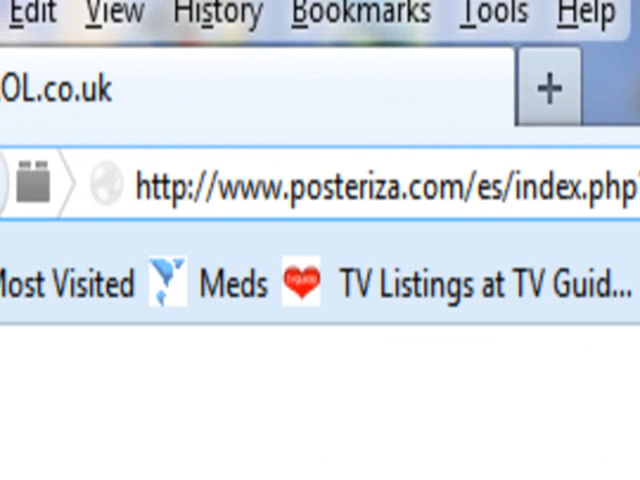 Edit View History Bookmarks Tools Help
OL.co.uk
http://www.posteriza.com/es/index.php
Most Visited Meds TV Listings at TV Guid...